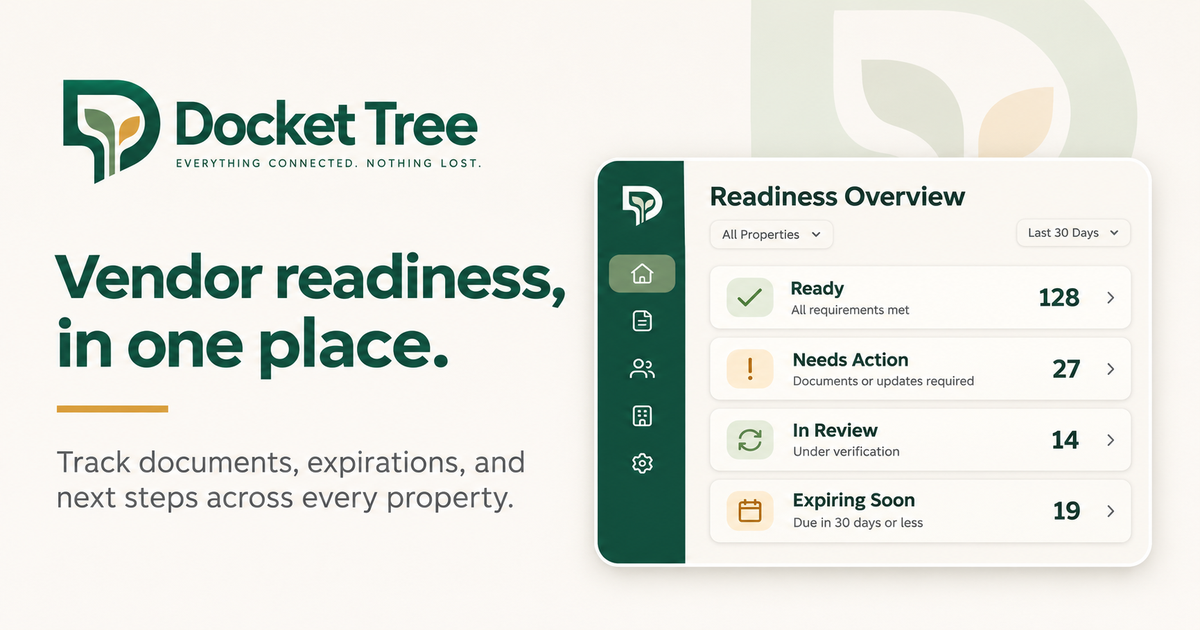 Docket Tree
EVERYTHING CONNECTED. NOTHING LOST.
Vendor readiness,
in one place.
Track documents, expirations, and
next steps across every property.
Readiness Overview
All Properties
Last 30 Days
Ready
All requirements met
128
Needs Action
Documents or updates required
27
In Review
Under verification
14
Expiring Soon
Due in 30 days or less
19